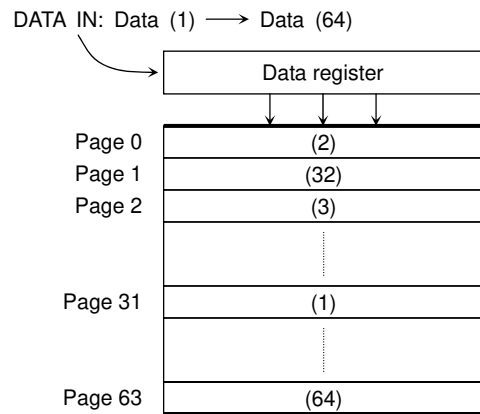 DATA IN: Data (1) ⟶ Data (64)
Data register
Page 0 (2)
Page 1 (32)
Page 2 (3)
Page 31 (1)
Page 63 (64)